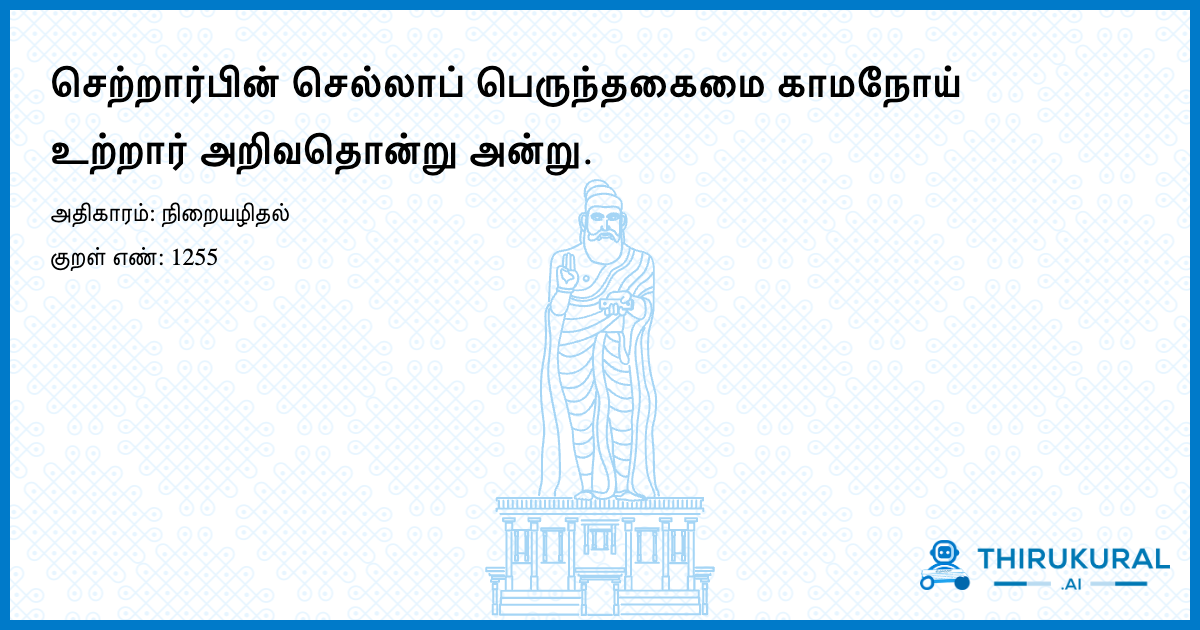 செற்றார்பின் செல்லாப் பெருந்தகைமை காமநோய்
உற்றார் அறிவதொன்று அன்று.
அதிகாரம்: நிறையழிதல்
குறள் எண்: 1255
THIRUKURAL
.AI